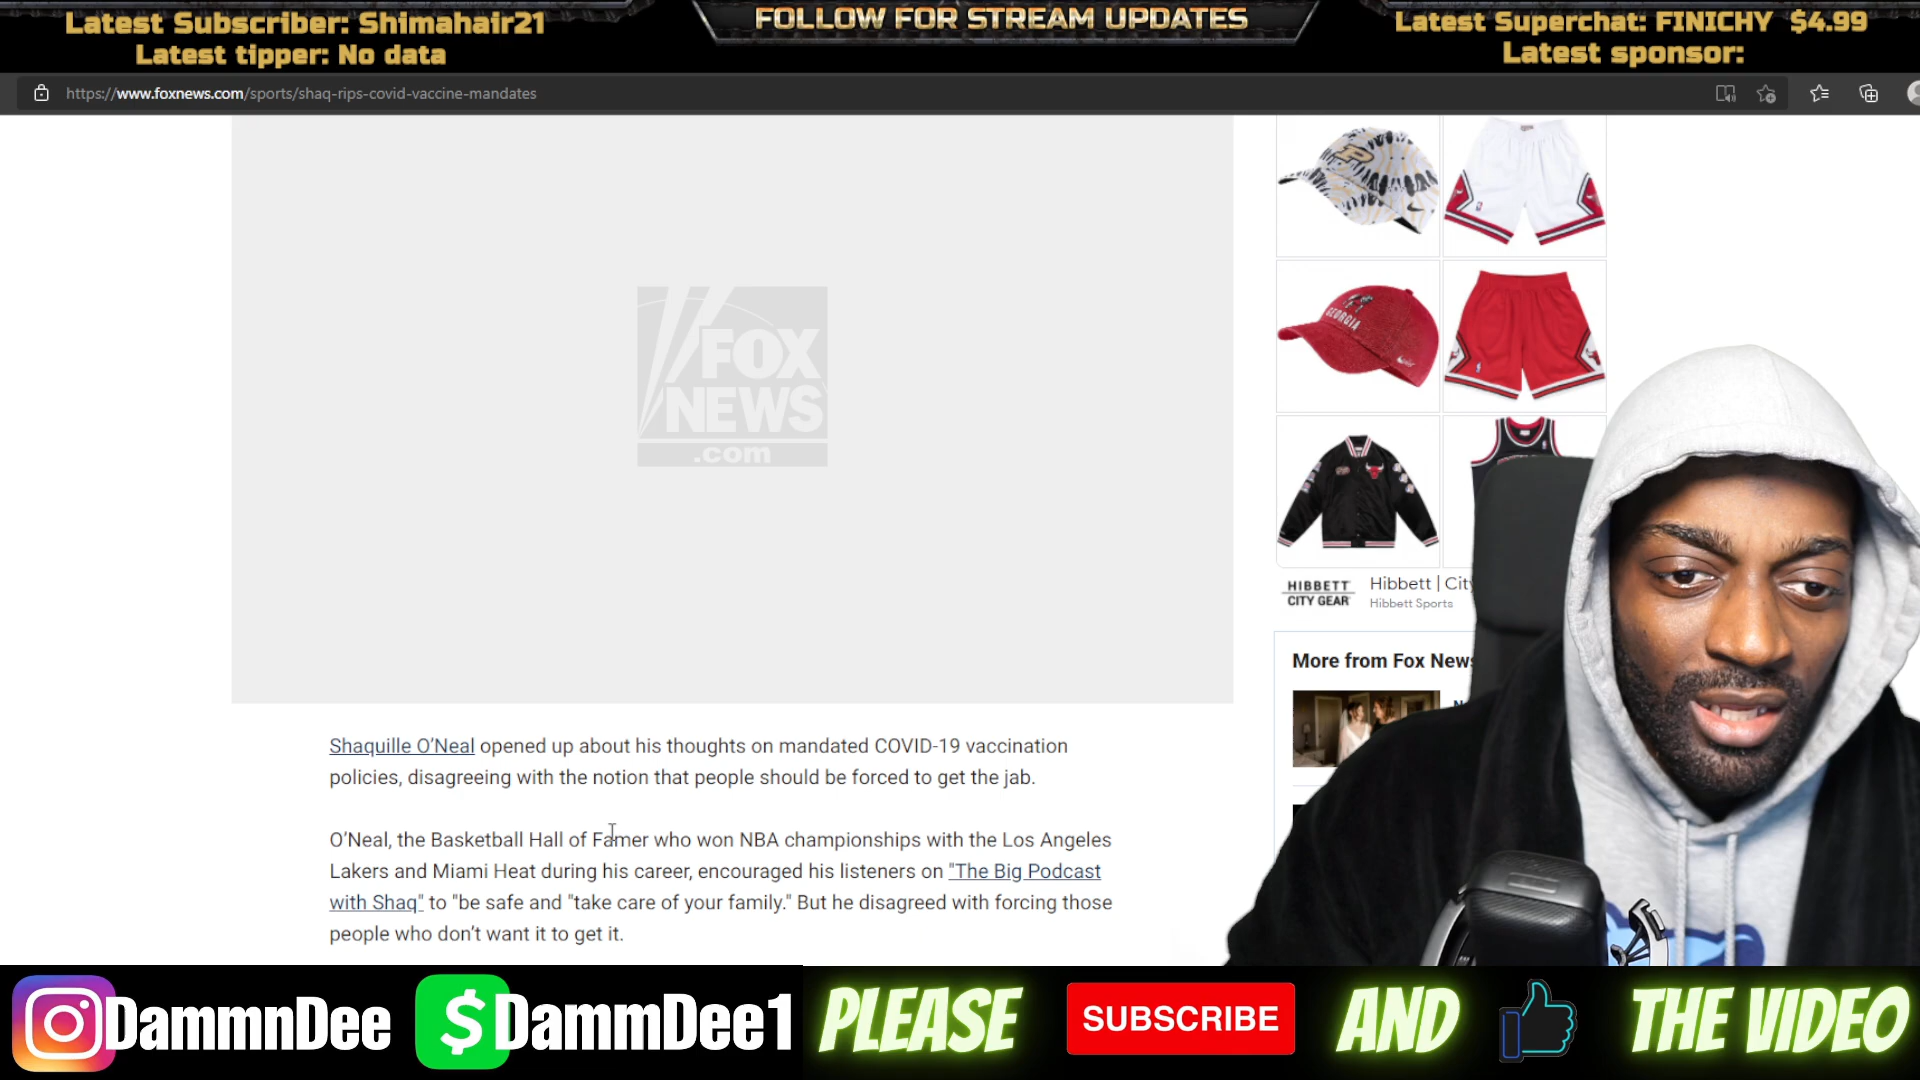 Latest Subscriber: Shimahair21
Latest tipper: No data
FOLLOW FOR STREAM UPDATES
Latest Superchat: FINICHY $4.99
Latest sponsor:
https://www.foxnews.com/sports/shaq-rips-covid-vaccine-mandates
P
GEORGIA
FOX
NEWS
.com
HIBBETT
CITY GEAR
Hibbett | City
Hibbett Sports
More from Fox News
Shaquille O’Neal opened up about his thoughts on mandated COVID-19 vaccination
policies, disagreeing with the notion that people should be forced to get the jab.
O’Neal, the Basketball Hall of Famer who won NBA championships with the Los Angeles
Lakers and Miami Heat during his career, encouraged his listeners on "The Big Podcast
with Shaq" to "be safe and "take care of your family." But he disagreed with forcing those
people who don’t want it to get it.
DammnDee
$ DammDee1
PLEASE
SUBSCRIBE
AND
THE VIDEO